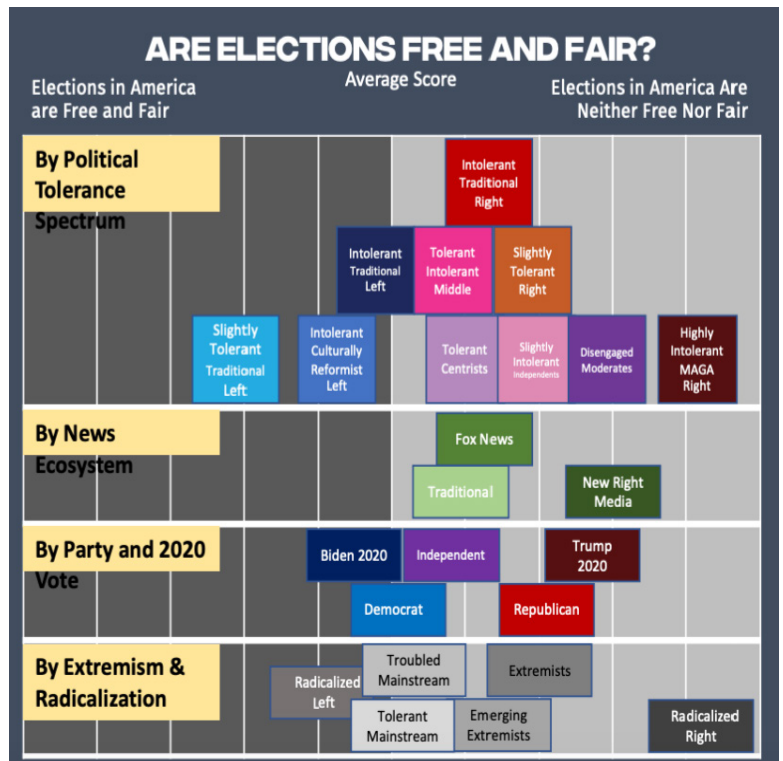 ARE ELECTIONS FREE AND FAIR?
Average Score
Elections in America
are Free and Fair
Elections in America Are
Neither Free Nor Fair
By Political
Tolerance
Spectrum
Intolerant
Traditional
Right
Intolerant
Traditional
Left
Tolerant
Intolerant
Middle
Slightly
Tolerant
Right
Slightly
Tolerant
Traditional
Left
Intolerant
Culturally
Reformist
Left
Tolerant
Centrists
Slightly
Intolerant
Independents
Disengaged
Moderates
Highly
Intolerant
MAGA
Right
By News
Ecosystem
Fox News
Traditional
New Right
Media
By Party and 2020
Vote
Biden 2020
Independent
Trump
2020
Democrat
Republican
By Extremism &
Radicalization
Radicalized
Left
Troubled
Mainstream
Extremists
Tolerant
Mainstream
Emerging
Extremists
Radicalized
Right